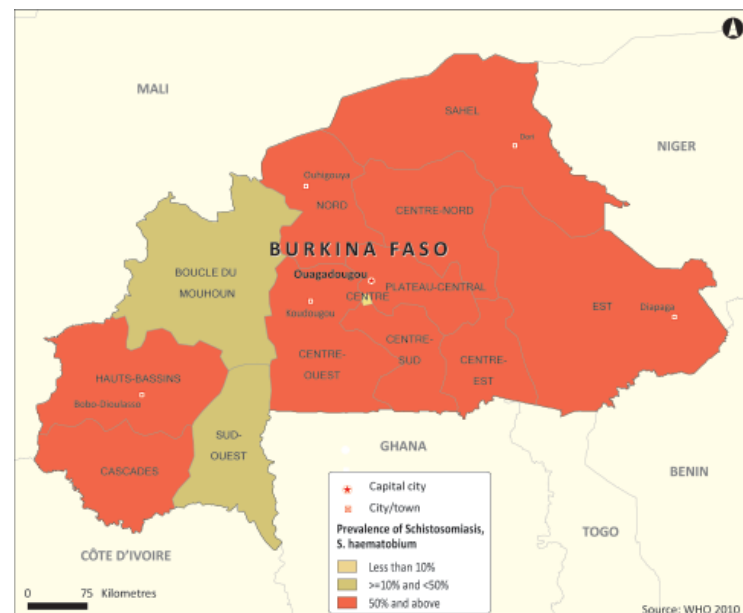 MALI
SAHEL
Dori
NIGER
Ouhigouya
NORD
CENTRE-NORD
BURKINA FASO
BOUCLE DU
MOUHOUN
Ouagadougou
PLATEAU-CENTRAL
CENTRE
EST
Diapaga
Koudougou
CENTRE-
SUD
CENTRE-
OUEST
CENTRE-
EST
HAUTS-BASSINS
Bobo-Dioulasso
SUD-
OUEST
GHANA
CASCADES
BENIN
TOGO
CÔTE D'IVOIRE
Capital city
City/town
Prevalence of Schistosomiasis,
S. haematobium
Less than 10%
>=10% and <50%
50% and above
0 75 Kilometres
Source: WHO 2010